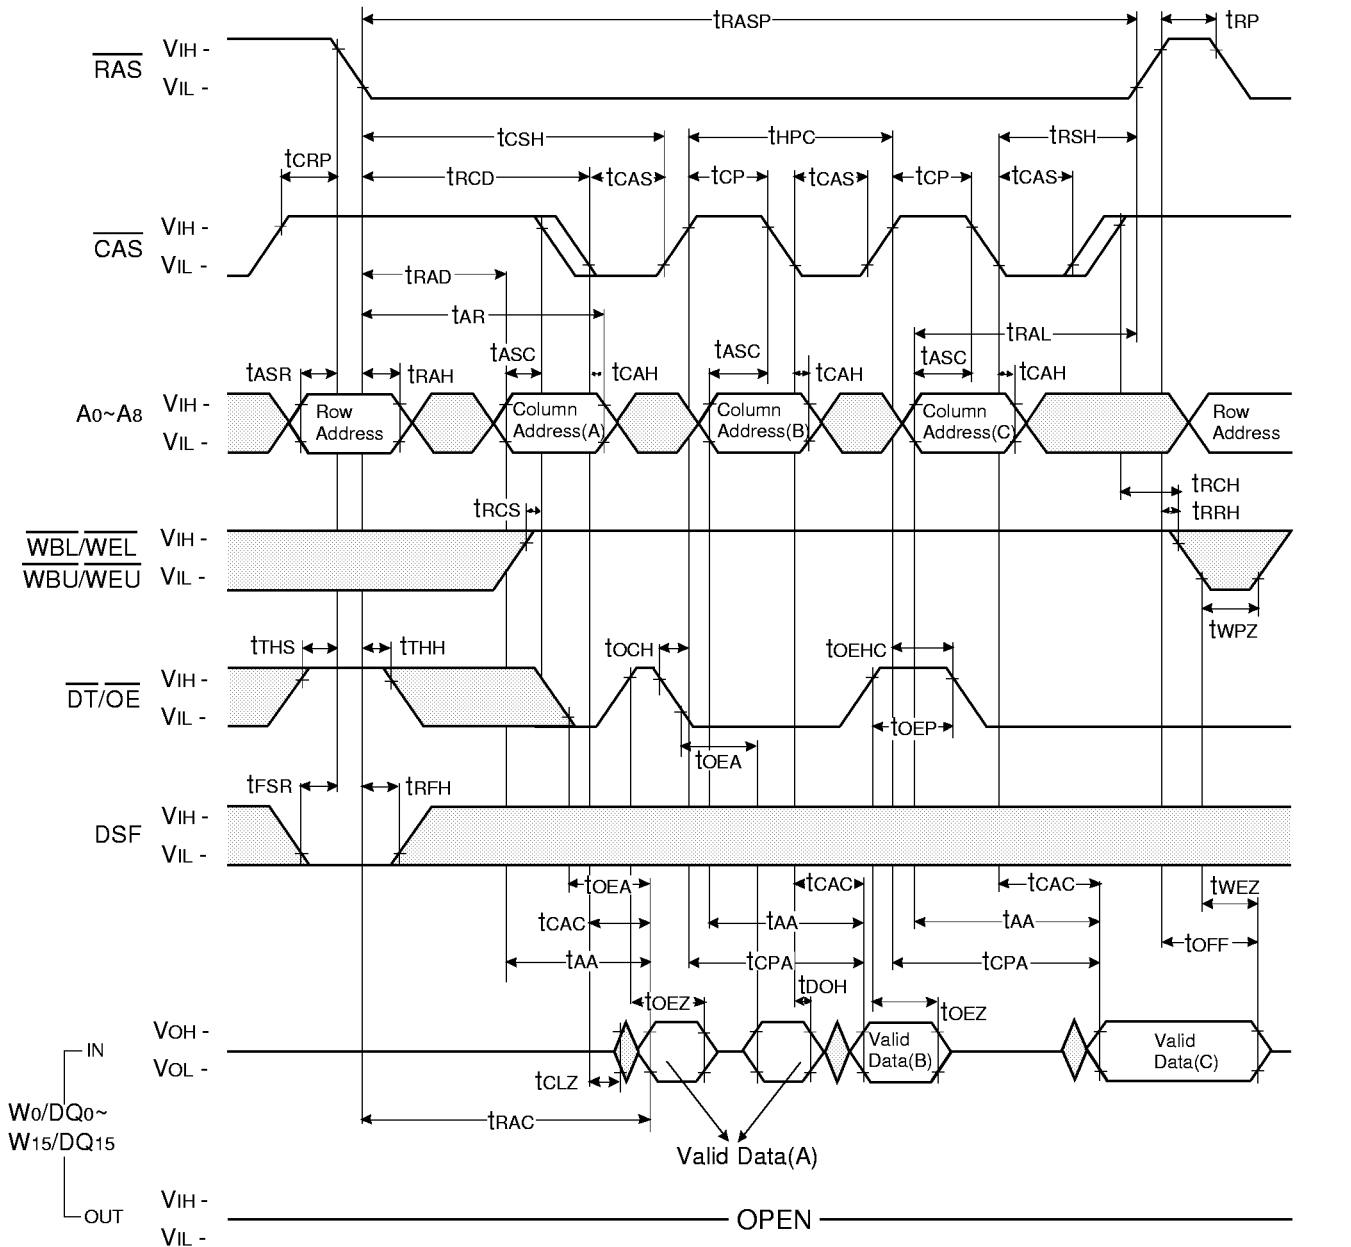 tRASP tRP
RAS VIH -
VIL -
tCSH tHPC tRSH
tCRP tRCD tCAS tCP tCAS tCP tCAS
CAS VIH -
VIL -
tRAD
tAR
tRAL
tASR tRAH tASC tCAH tASC tCAH tASC tCAH
A0~A8 VIH -
VIL -
Row Address
Column Address(A)
Column Address(B)
Column Address(C)
Row Address
tRCS tRCH
tRRH
WBL/WEL VIH -
WBU/WEU VIL -
tWPZ
tTHS tTHH tOCH tOEHC
DT/OE VIH -
VIL -
tOEP
tOEA
tFSR tRFH
DSF VIH -
VIL -
tOEA tCAC tCAC tWEZ
tCAC tAA tAA
tOFF
tAA tCPA tCPA
tOEZ tDOH tOEZ
VOH -
IN
VOL -
Valid Data(B)
Valid Data(C)
tCLZ
W0/DQ0~
W15/DQ15
tRAC
Valid Data(A)
VIH -
OUT
VIL -
OPEN